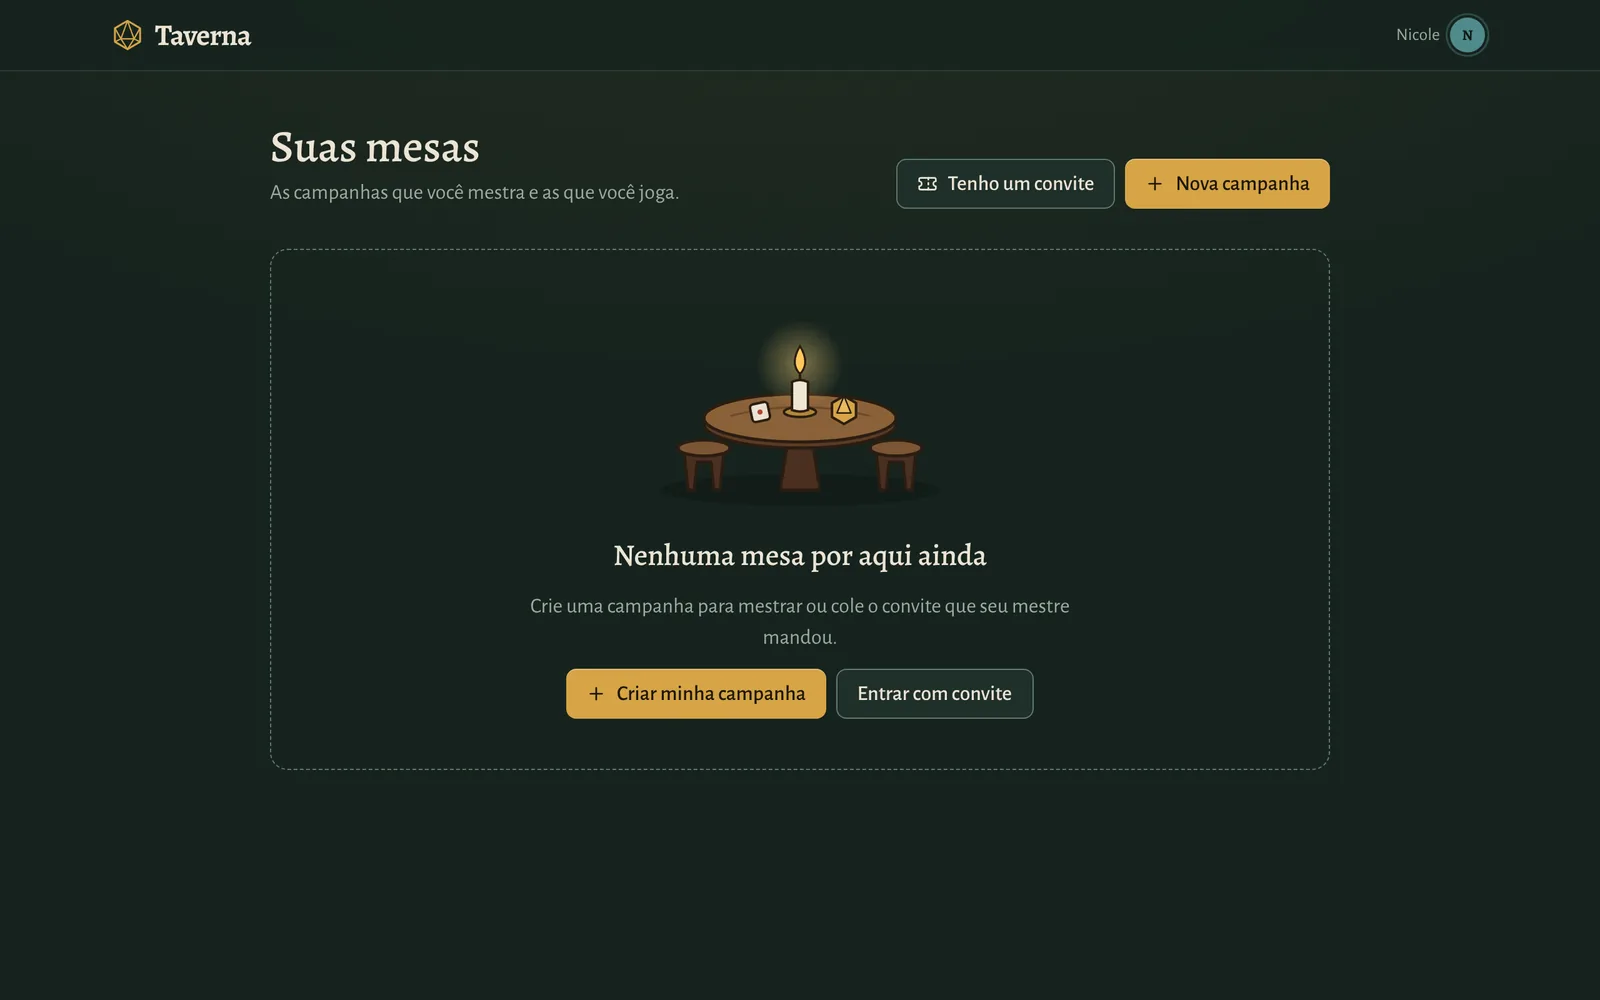 Taverna
Nicole
N
Suas mesas
As campanhas que você mestra e as que você joga.
Tenho um convite
Nova campanha
Nenhuma mesa por aqui ainda
Crie uma campanha para mestrar ou cole o convite que seu mestre
mandou.
Criar minha campanha
Entrar com convite